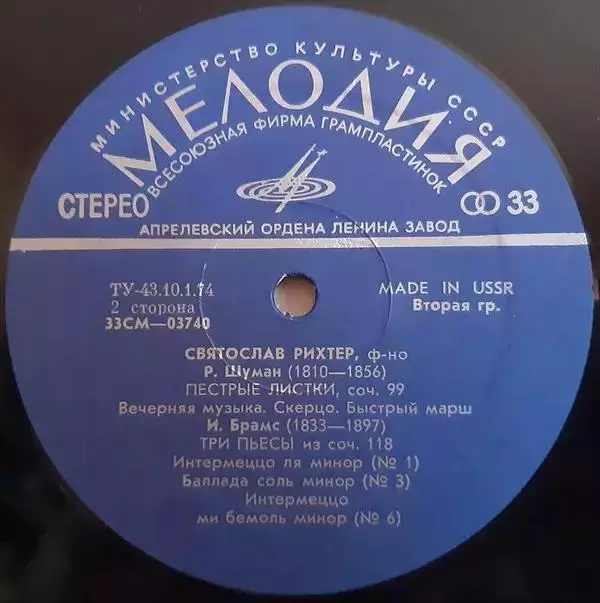 МИНИСТЕРСТВО КУЛЬТУРЫ СССР
МЕЛОДИЯ
ВСЕСОЮЗНАЯ ФИРМА ГРАМПЛАСТИНОК
СТЕРЕО
33
АПРЕЛЕВСКИЙ ОРДЕНА ЛЕНИНА ЗАВОД
ТУ-43.10.1.74
2 сторона
33СМ—03740
MADE IN USSR
Вторая гр.
СВЯТОСЛАВ РИХТЕР, ф-но
Р. Шуман (1810—1856)
ПЕСТРЫЕ ЛИСТКИ, соч. 99
Вечерняя музыка. Скерцо. Быстрый марш
И. Брамс (1833—1897)
ТРИ ПЬЕСЫ из соч. 118
Интермеццо ля минор (№ 1)
Баллада соль минор (№ 3)
Интермеццо
ми бемоль минор (№ 6)